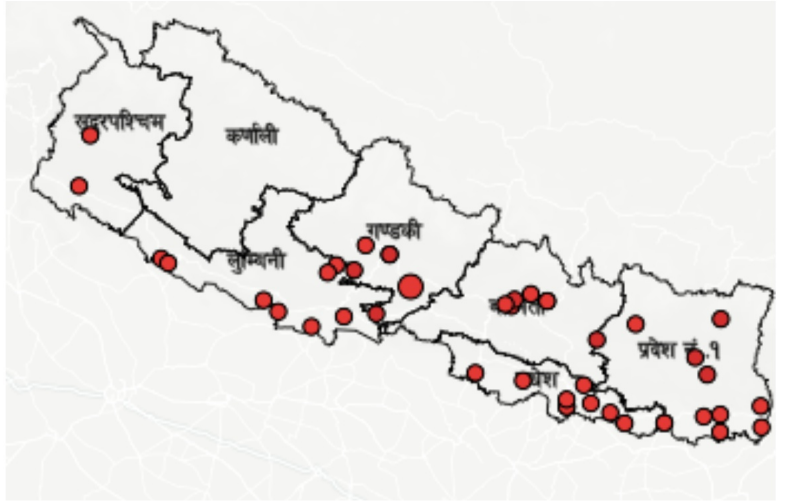 सुदूरपश्चिम
कर्णाली
गण्डकी
लुम्बिनी
प्रदेश नं.१